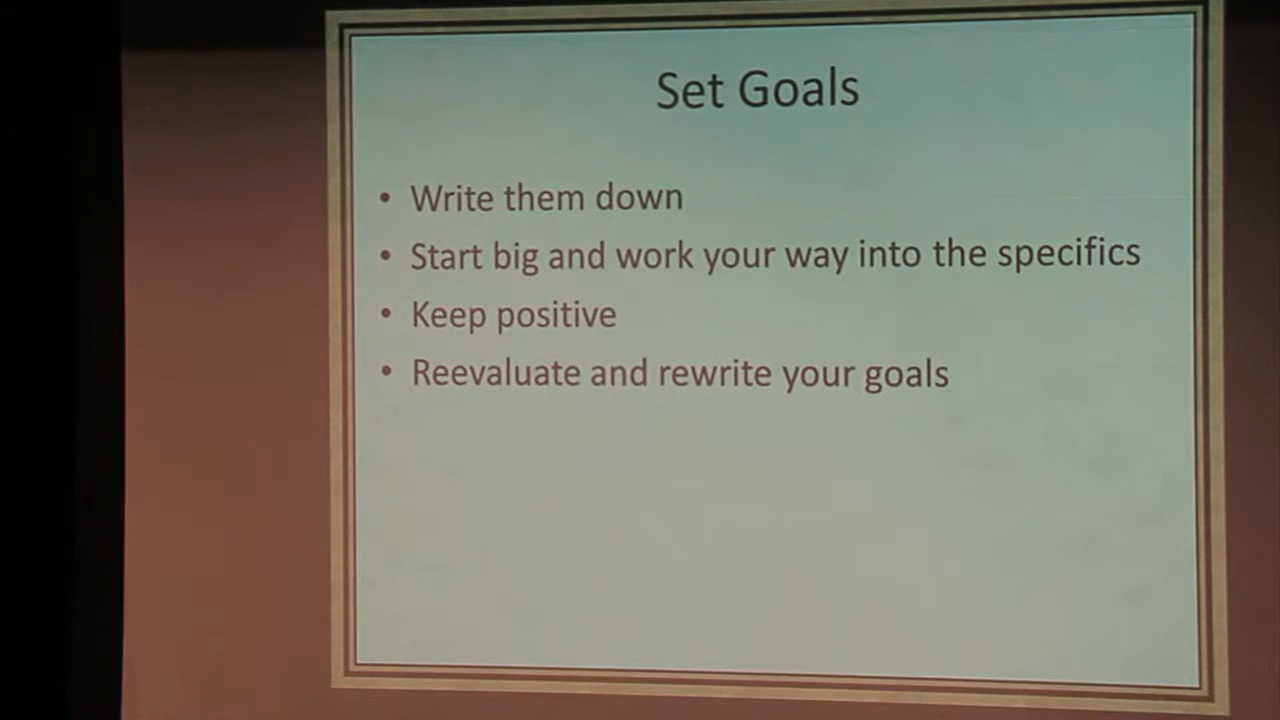 Set Goals
• Write them down
• Start big and work your way into the specifics
• Keep positive
• Reevaluate and rewrite your goals